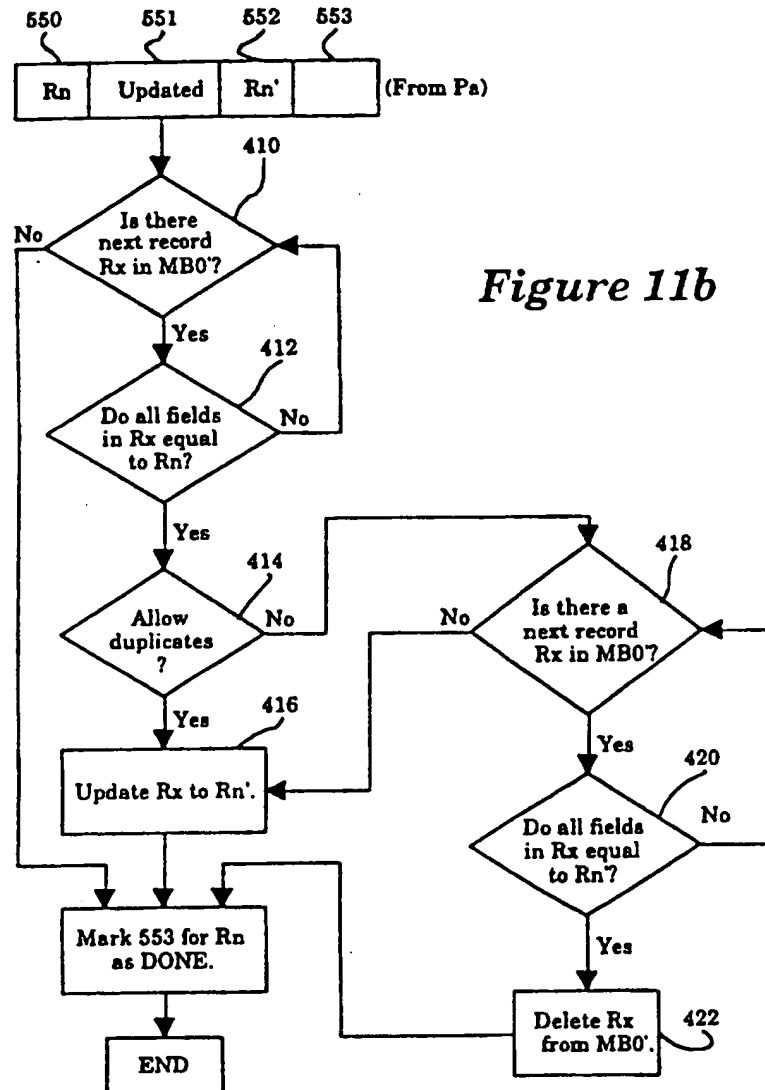 550
551
552
553
Rn
Updated
Rn'
(From Pa)
410
Is there
next record
Rx in MB0'?
No
Yes
Figure 11b
412
Do all fields
in Rx equal
to Rn?
No
Yes
414
Allow
duplicates
?
No
Yes
418
Is there a
next record
Rx in MB0'?
No
Yes
416
Update Rx to Rn'.
420
Do all fields
in Rx equal
to Rn'?
No
Yes
Mark 553 for Rn
as DONE.
Delete Rx
from MB0'.
422
END